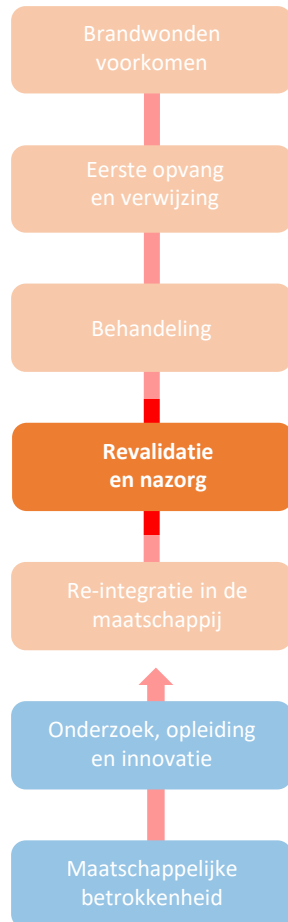 Brandwonden
voorkomen
Eerste opvang
en verwijzing
Behandeling
Revalidatie
en nazorg
Re-integratie in de
maatschappij
Onderzoek, opleiding
en innovatie
Maatschappelijke
betrokkenheid